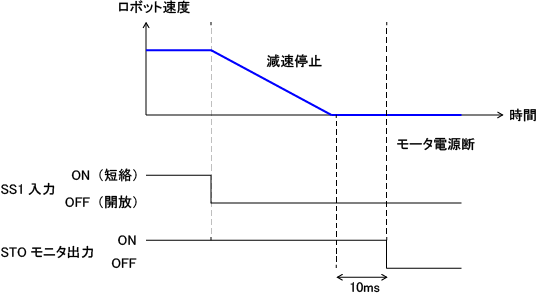 ロボット速度
減速停止
時間
モータ電源断
ON（短絡）
SS1 入力
OFF（開放）
ON
STO モニタ出力
OFF
10ms